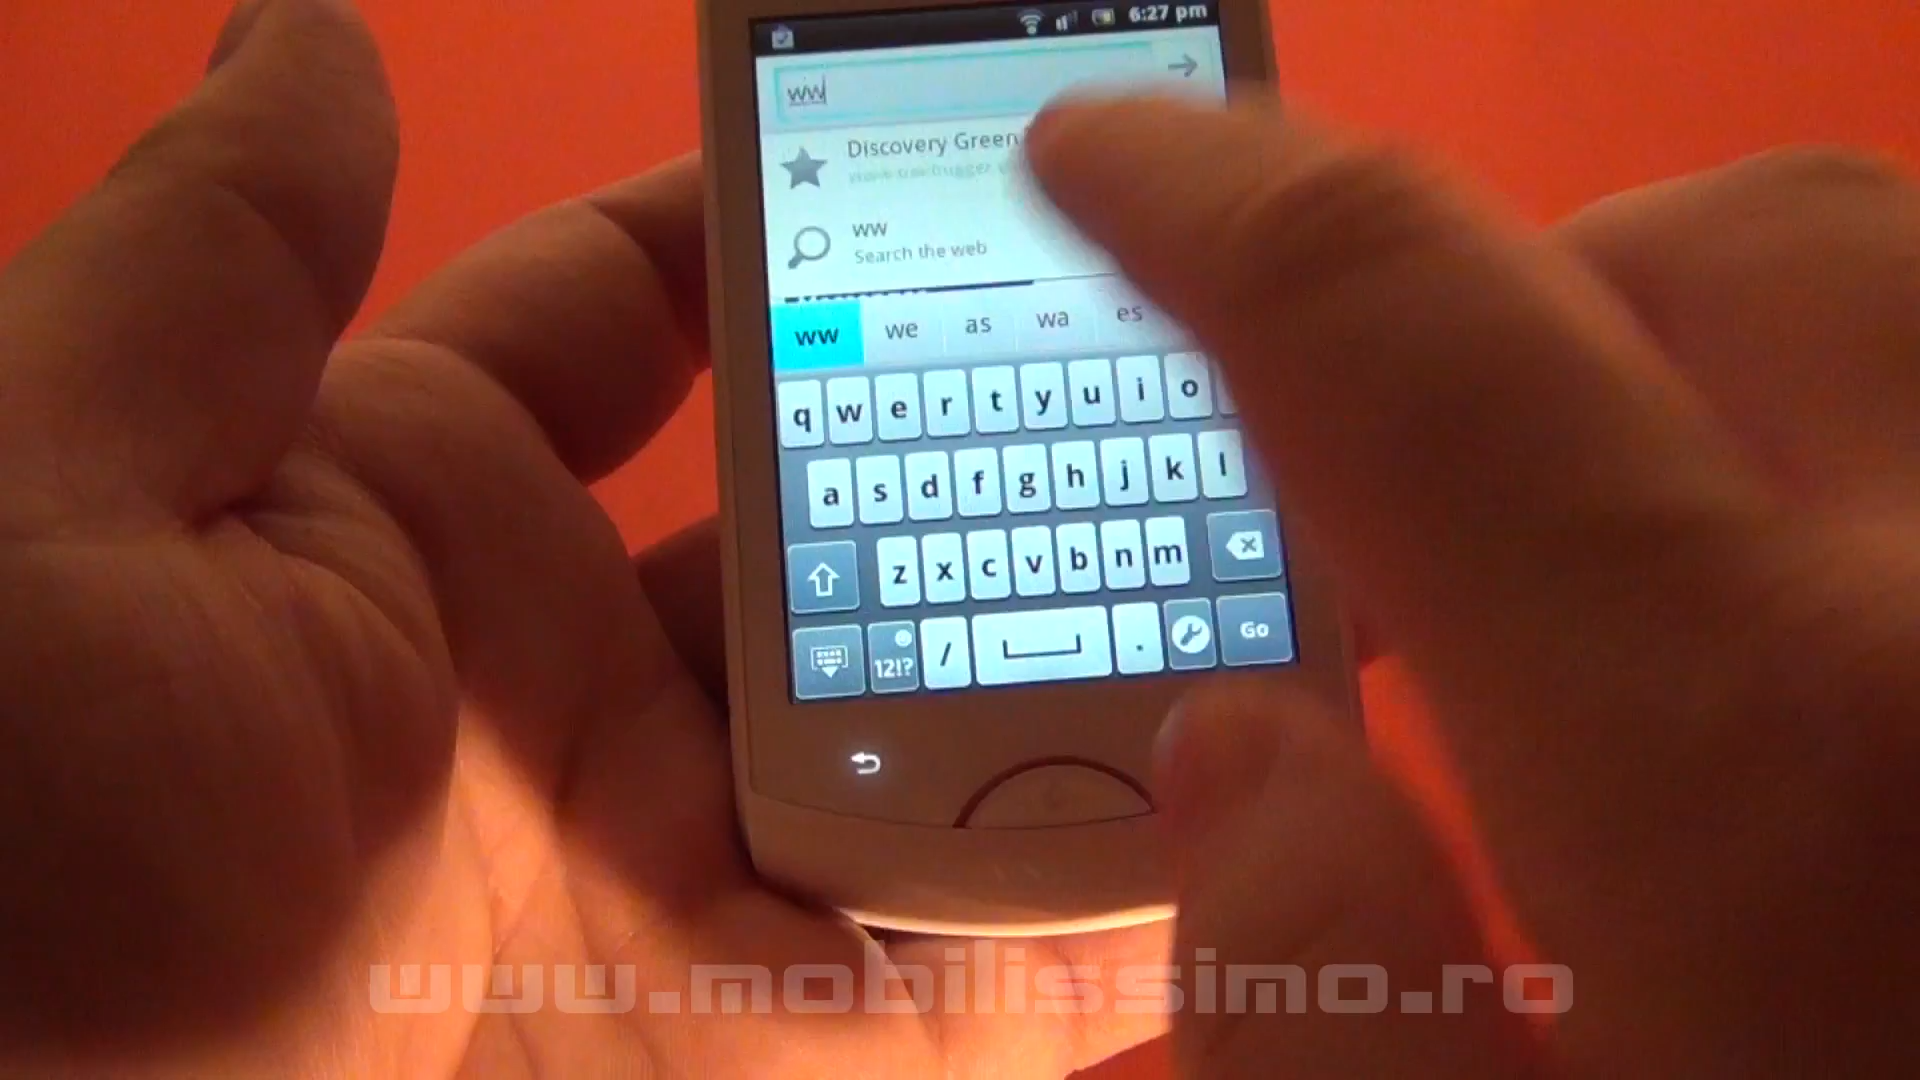 6:27 pm
ww
Discovery Green
ww
Search the web
ww we as wa es
q w e r t y u i o
a s d f g h j k l
z x c v b n m
12!? / . Go
www.mobilissimo.ro